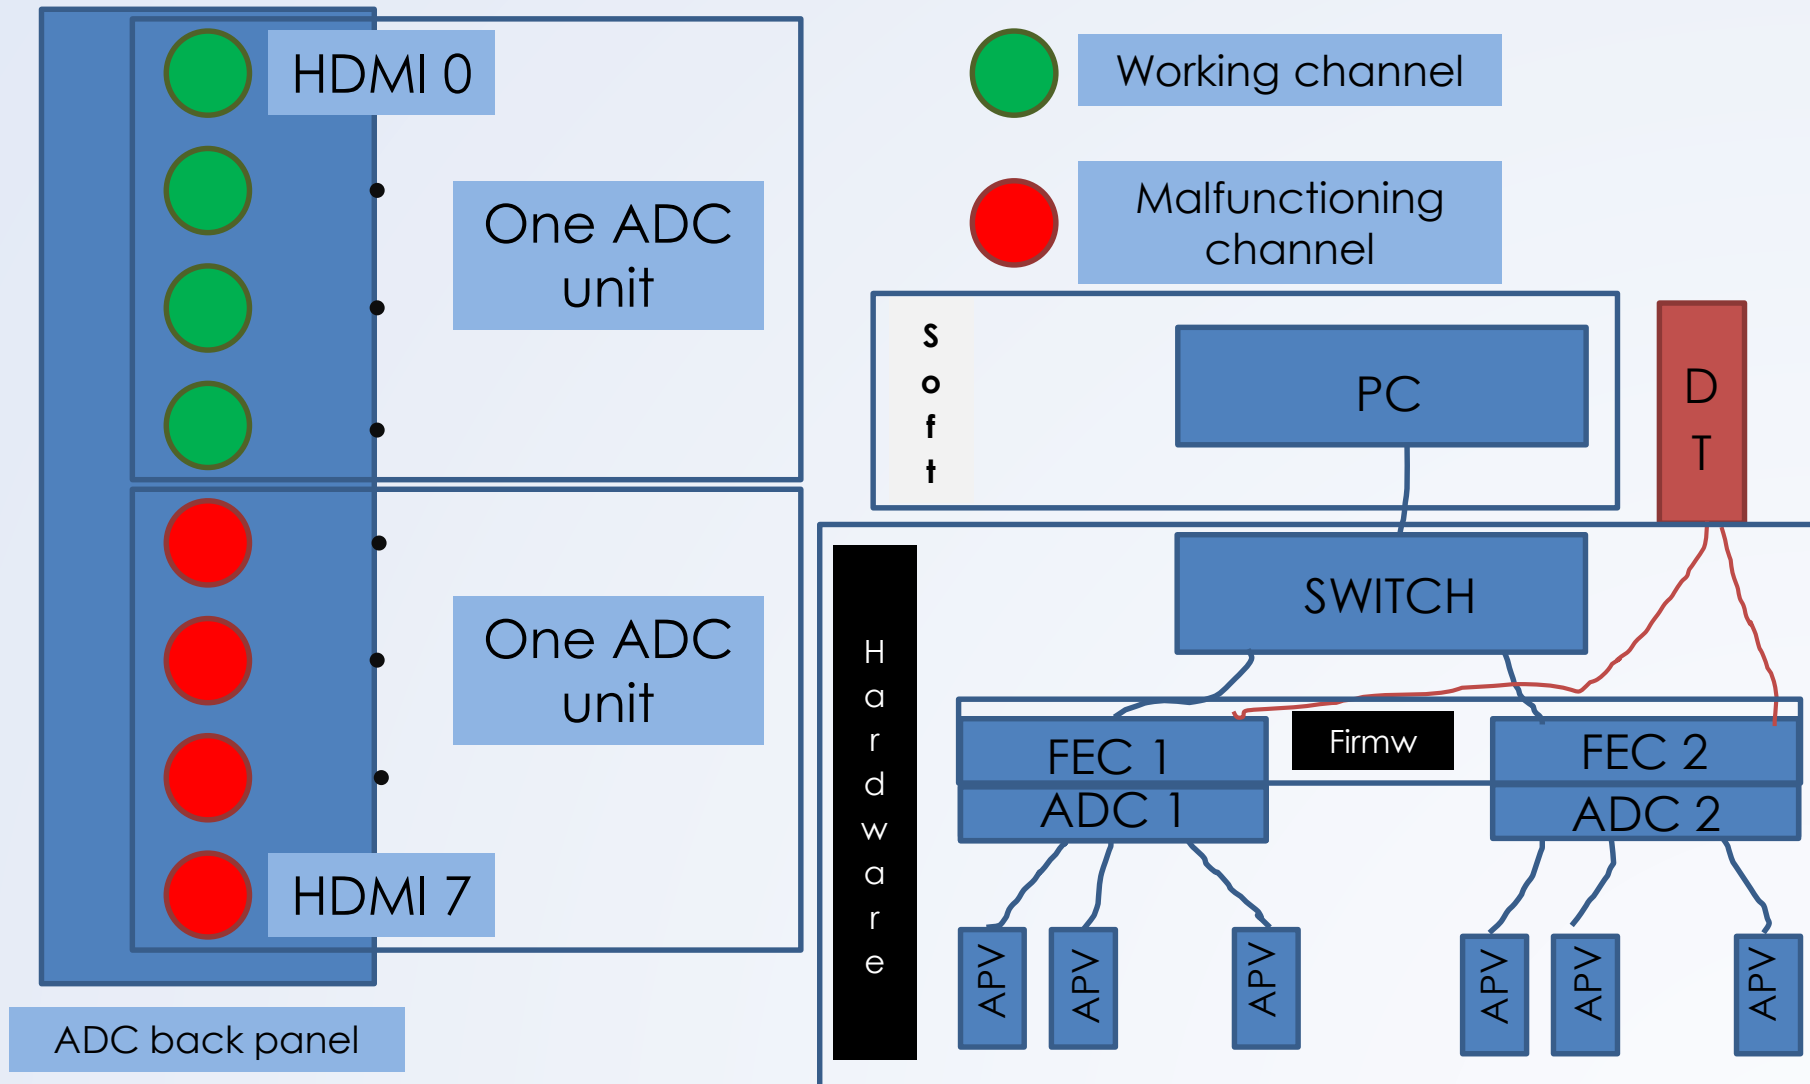 HDMI 0
One ADC
unit
One ADC
unit
HDMI 7
ADC back panel
Working channel
Malfunctioning
channel
S
o
f
t
PC
D
T
SWITCH
H
a
r
d
w
a
r
e
FEC 1
Firmw
FEC 2
ADC 1
ADC 2
APV
APV
APV
APV
APV
APV